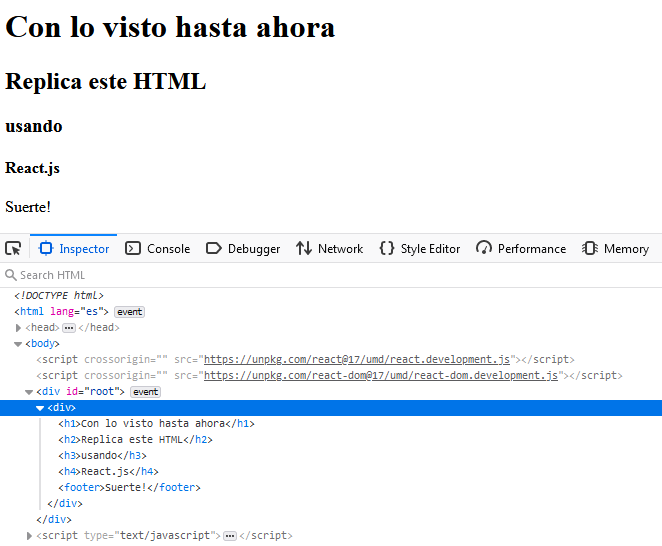 Con lo visto hasta ahora
Replica este HTML
usando
React.js
Suerte!
Inspector Console Debugger Network Style Editor Performance Memory
Search HTML
<!DOCTYPE html>
<html lang="es"> event
<head> ••• </head>
<body>
<script crossorigin="" src="https://unpkg.com/react@17/umd/react.development.js"></script>
<script crossorigin="" src="https://unpkg.com/react-dom@17/umd/react-dom.development.js"></script>
<div id="root"> event
<div>
<h1>Con lo visto hasta ahora</h1>
<h2>Replica este HTML</h2>
<h3>usando</h3>
<h4>React.js</h4>
<footer>Suerte!</footer>
</div>
</div>
<script type="text/javascript"> ••• </script>